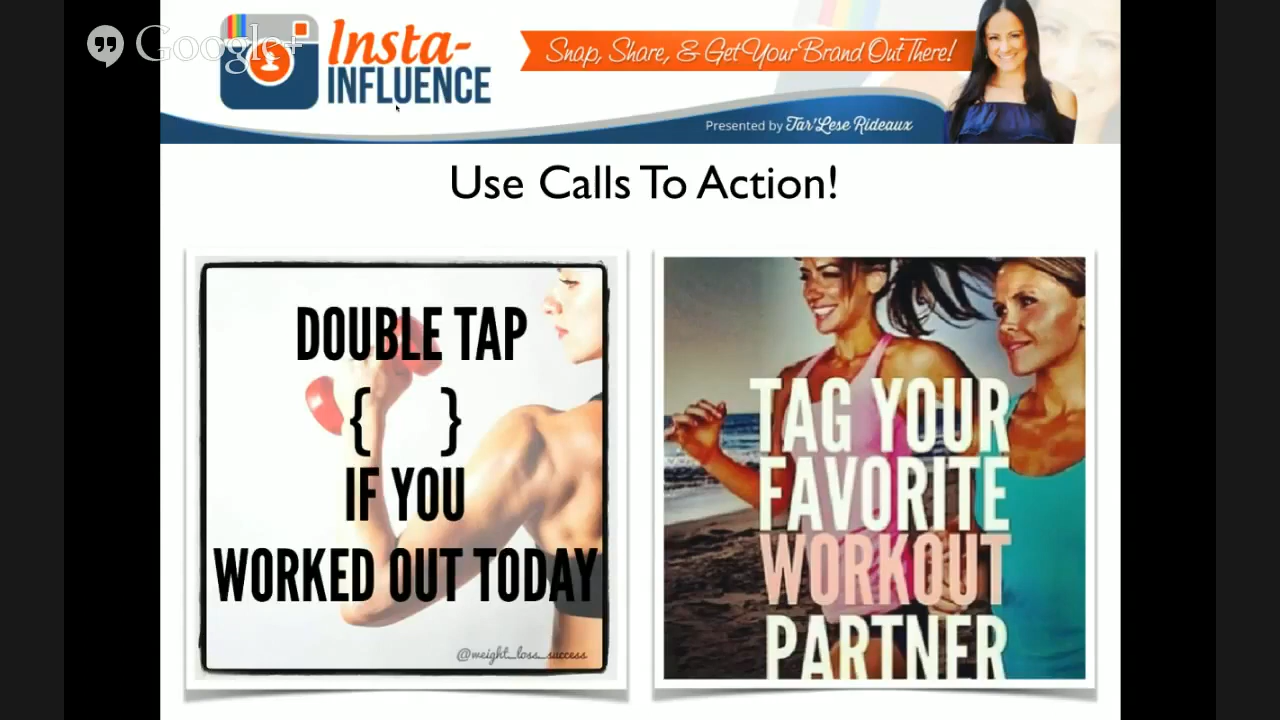 Google+
Insta-
INFLUENCE
Snap, Share, & Get Your Brand Out There!
Presented by Tar'Lese Rideaux
Use Calls To Action!
DOUBLE TAP
{ }
IF YOU
WORKED OUT TODAY
@weight_loss_success
TAG YOUR
FAVORITE
WORKOUT
PARTNER